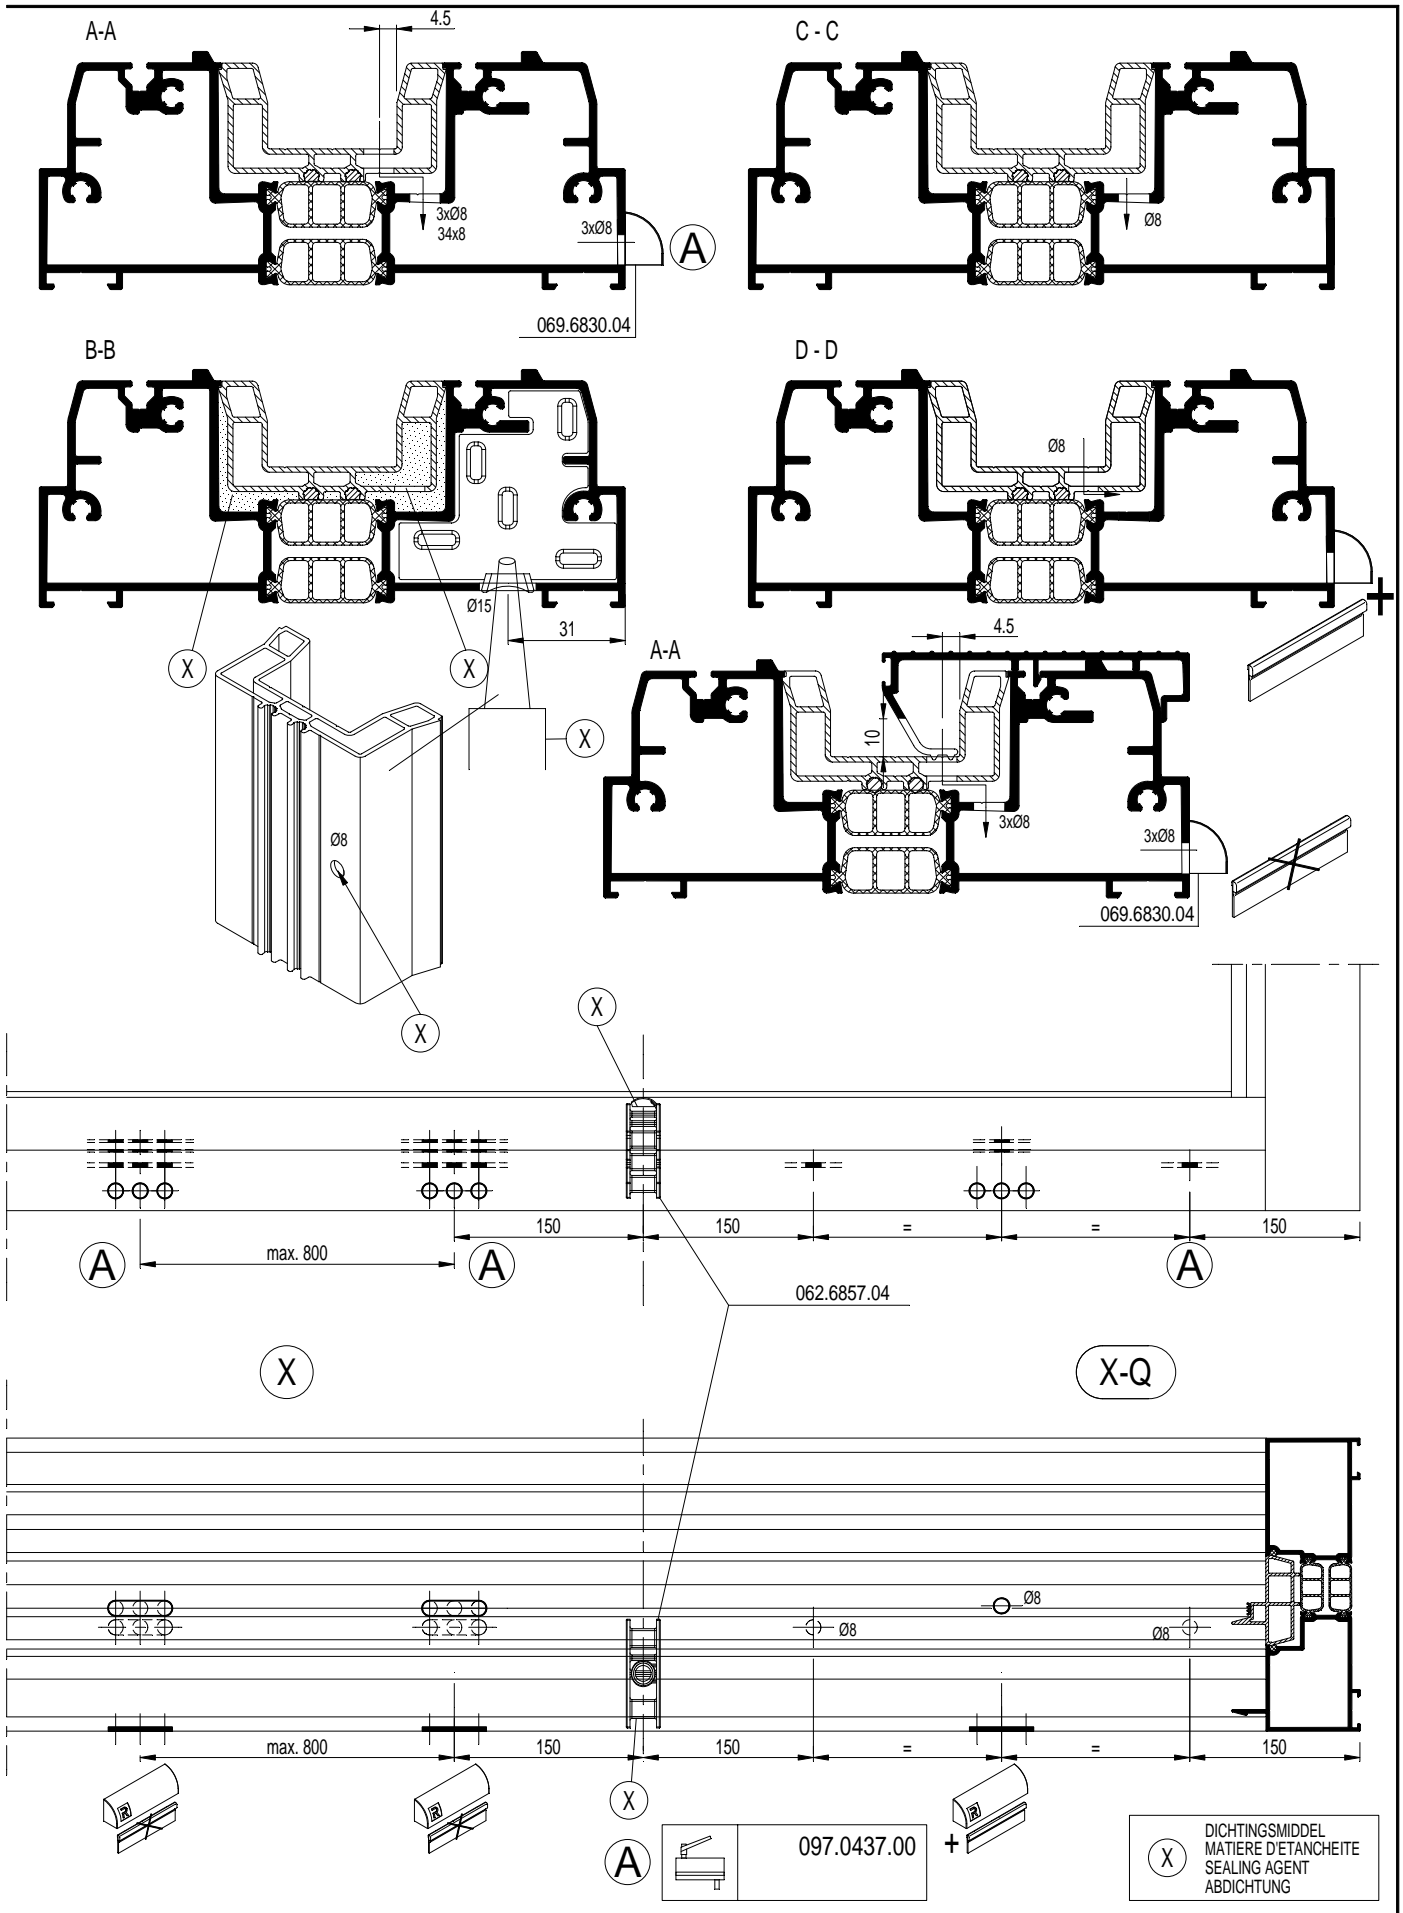 A-A
4.5
C - C
3xØ8
34x8
3xØ8
A
Ø8
069.6830.04
B-B
D - D
Ø8
Ø15
31
X
X
4.5
A-A
X
10
Ø8
3xØ8
3xØ8
069.6830.04
X
X
150
150
=
=
150
A
max. 800
A
A
062.6857.04
X
X-Q
Ø8
Ø8
Ø8
max. 800
150
150
=
=
150
R
R
R
X
+
+
A
097.0437.00
X
DICHTINGSMIDDEL
MATIERE D'ETANCHEITE
SEALING AGENT
ABDICHTUNG